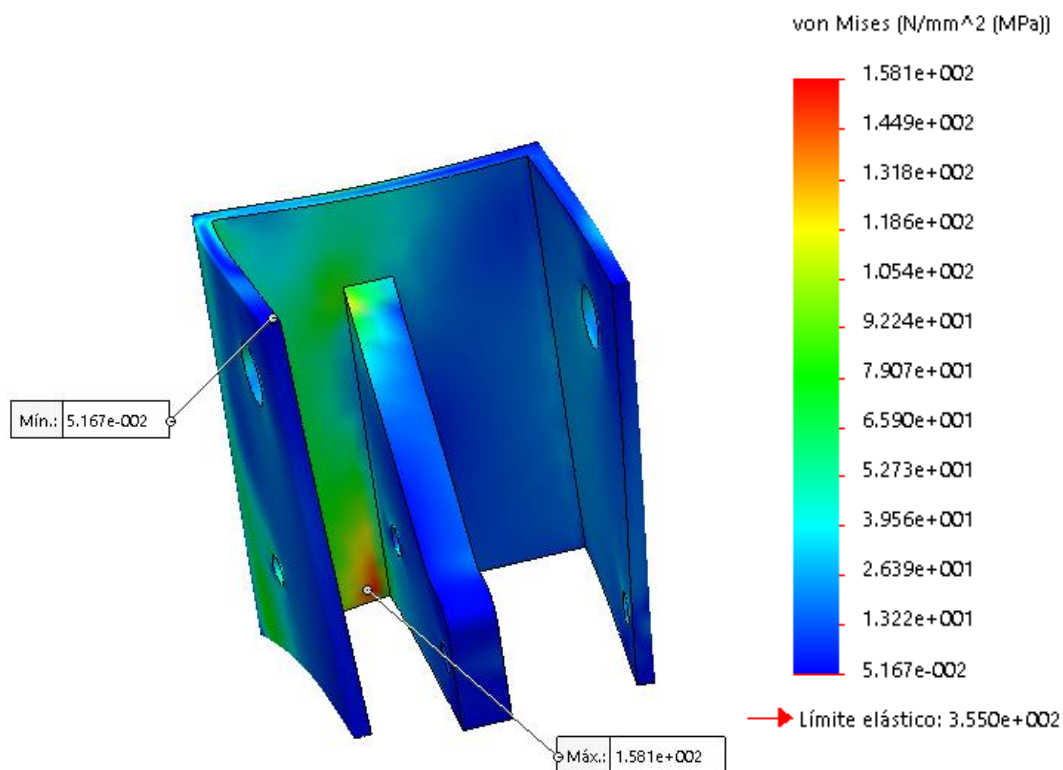 von Mises (N/mm^2 (MPa))
1.581e+002
1.449e+002
1.318e+002
1.186e+002
1.054e+002
9.224e+001
7.907e+001
6.590e+001
5.273e+001
3.956e+001
2.639e+001
1.322e+001
5.167e-002
Límite elástico: 3.550e+002
Mín.: 5.167e-002
Máx.: 1.581e+002